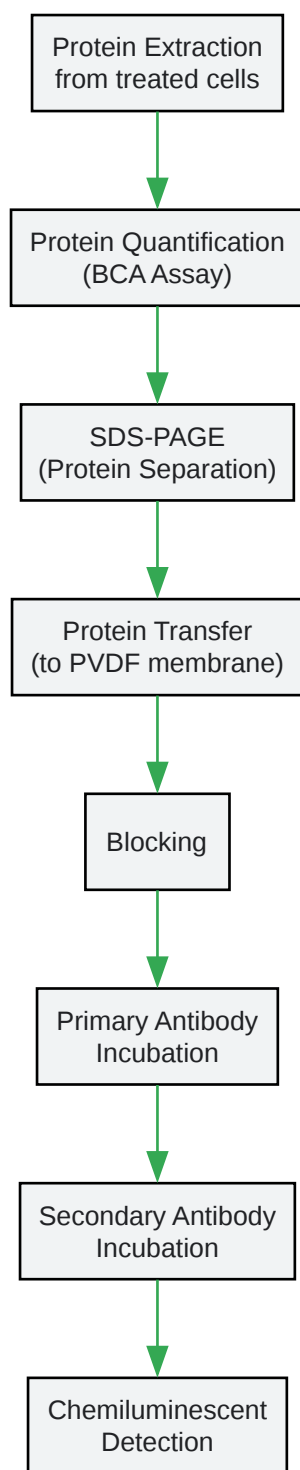 Protein Extraction
from treated cells
Protein Quantification
(BCA Assay)
SDS-PAGE
(Protein Separation)
Protein Transfer
(to PVDF membrane)
Blocking
Primary Antibody
Incubation
Secondary Antibody
Incubation
Chemiluminescent
Detection